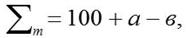 ∑m = 100 + а – в,